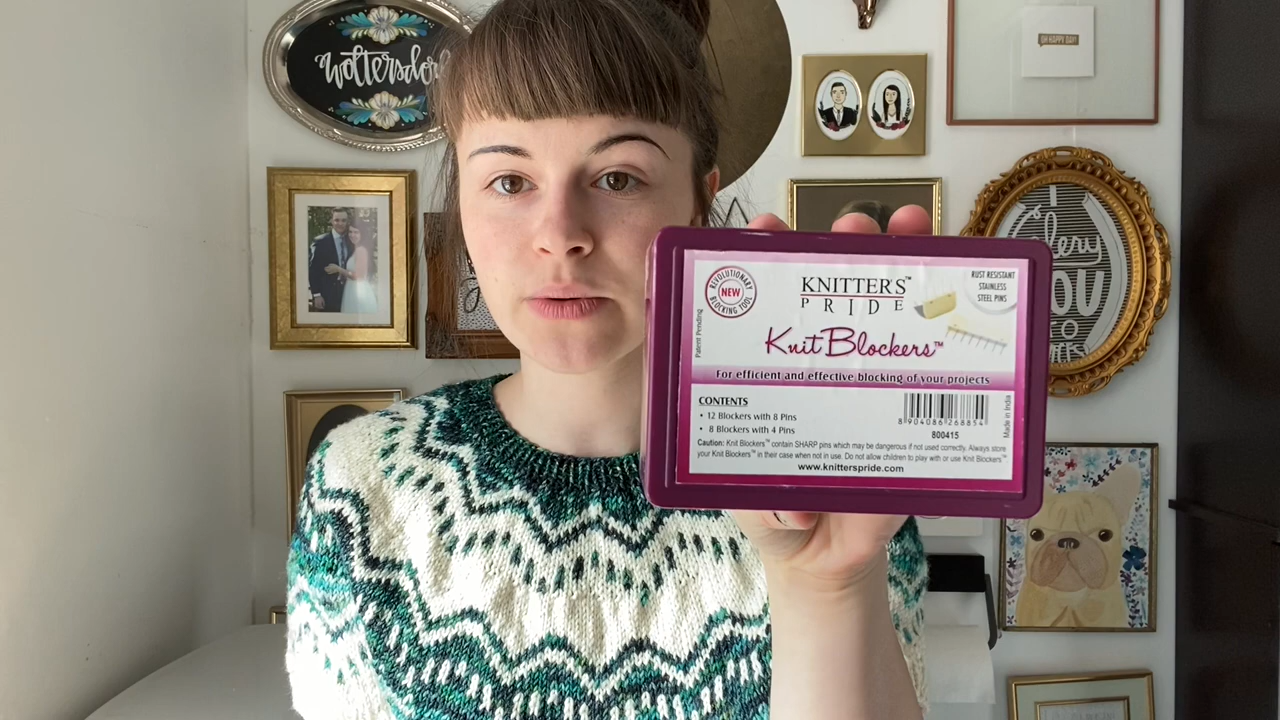 Woltersdorf
OH HAPPY DAY!
REVOLUTIONARY
NEW
BLOCKING TOOL
KNITTER'S™
PRIDE
RUST RESISTANT
STAINLESS
STEEL PINS
Patent Pending
Knit Blockers™
For efficient and effective blocking of your projects
CONTENTS
• 12 Blockers with 8 Pins
• 8 Blockers with 4 Pins
8 904086 268854
800415
Made in India
Caution: Knit Blockers™ contain SHARP pins which may be dangerous if not used correctly. Always store
your Knit Blockers™ in their case when not in use. Do not allow children to play with or use Knit Blockers™
www.knitterspride.com
I
YOU